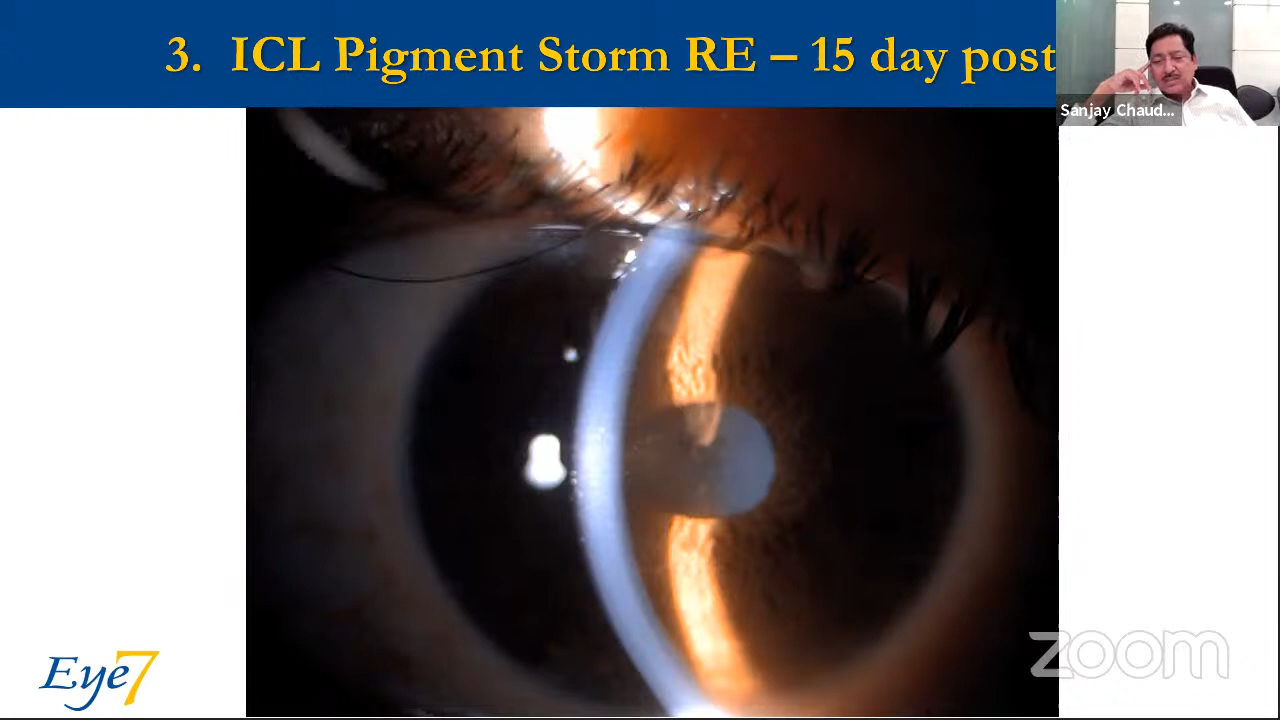 3. ICL Pigment Storm RE – 15 day post
Sanjay Chaud...
Eye7
zoom